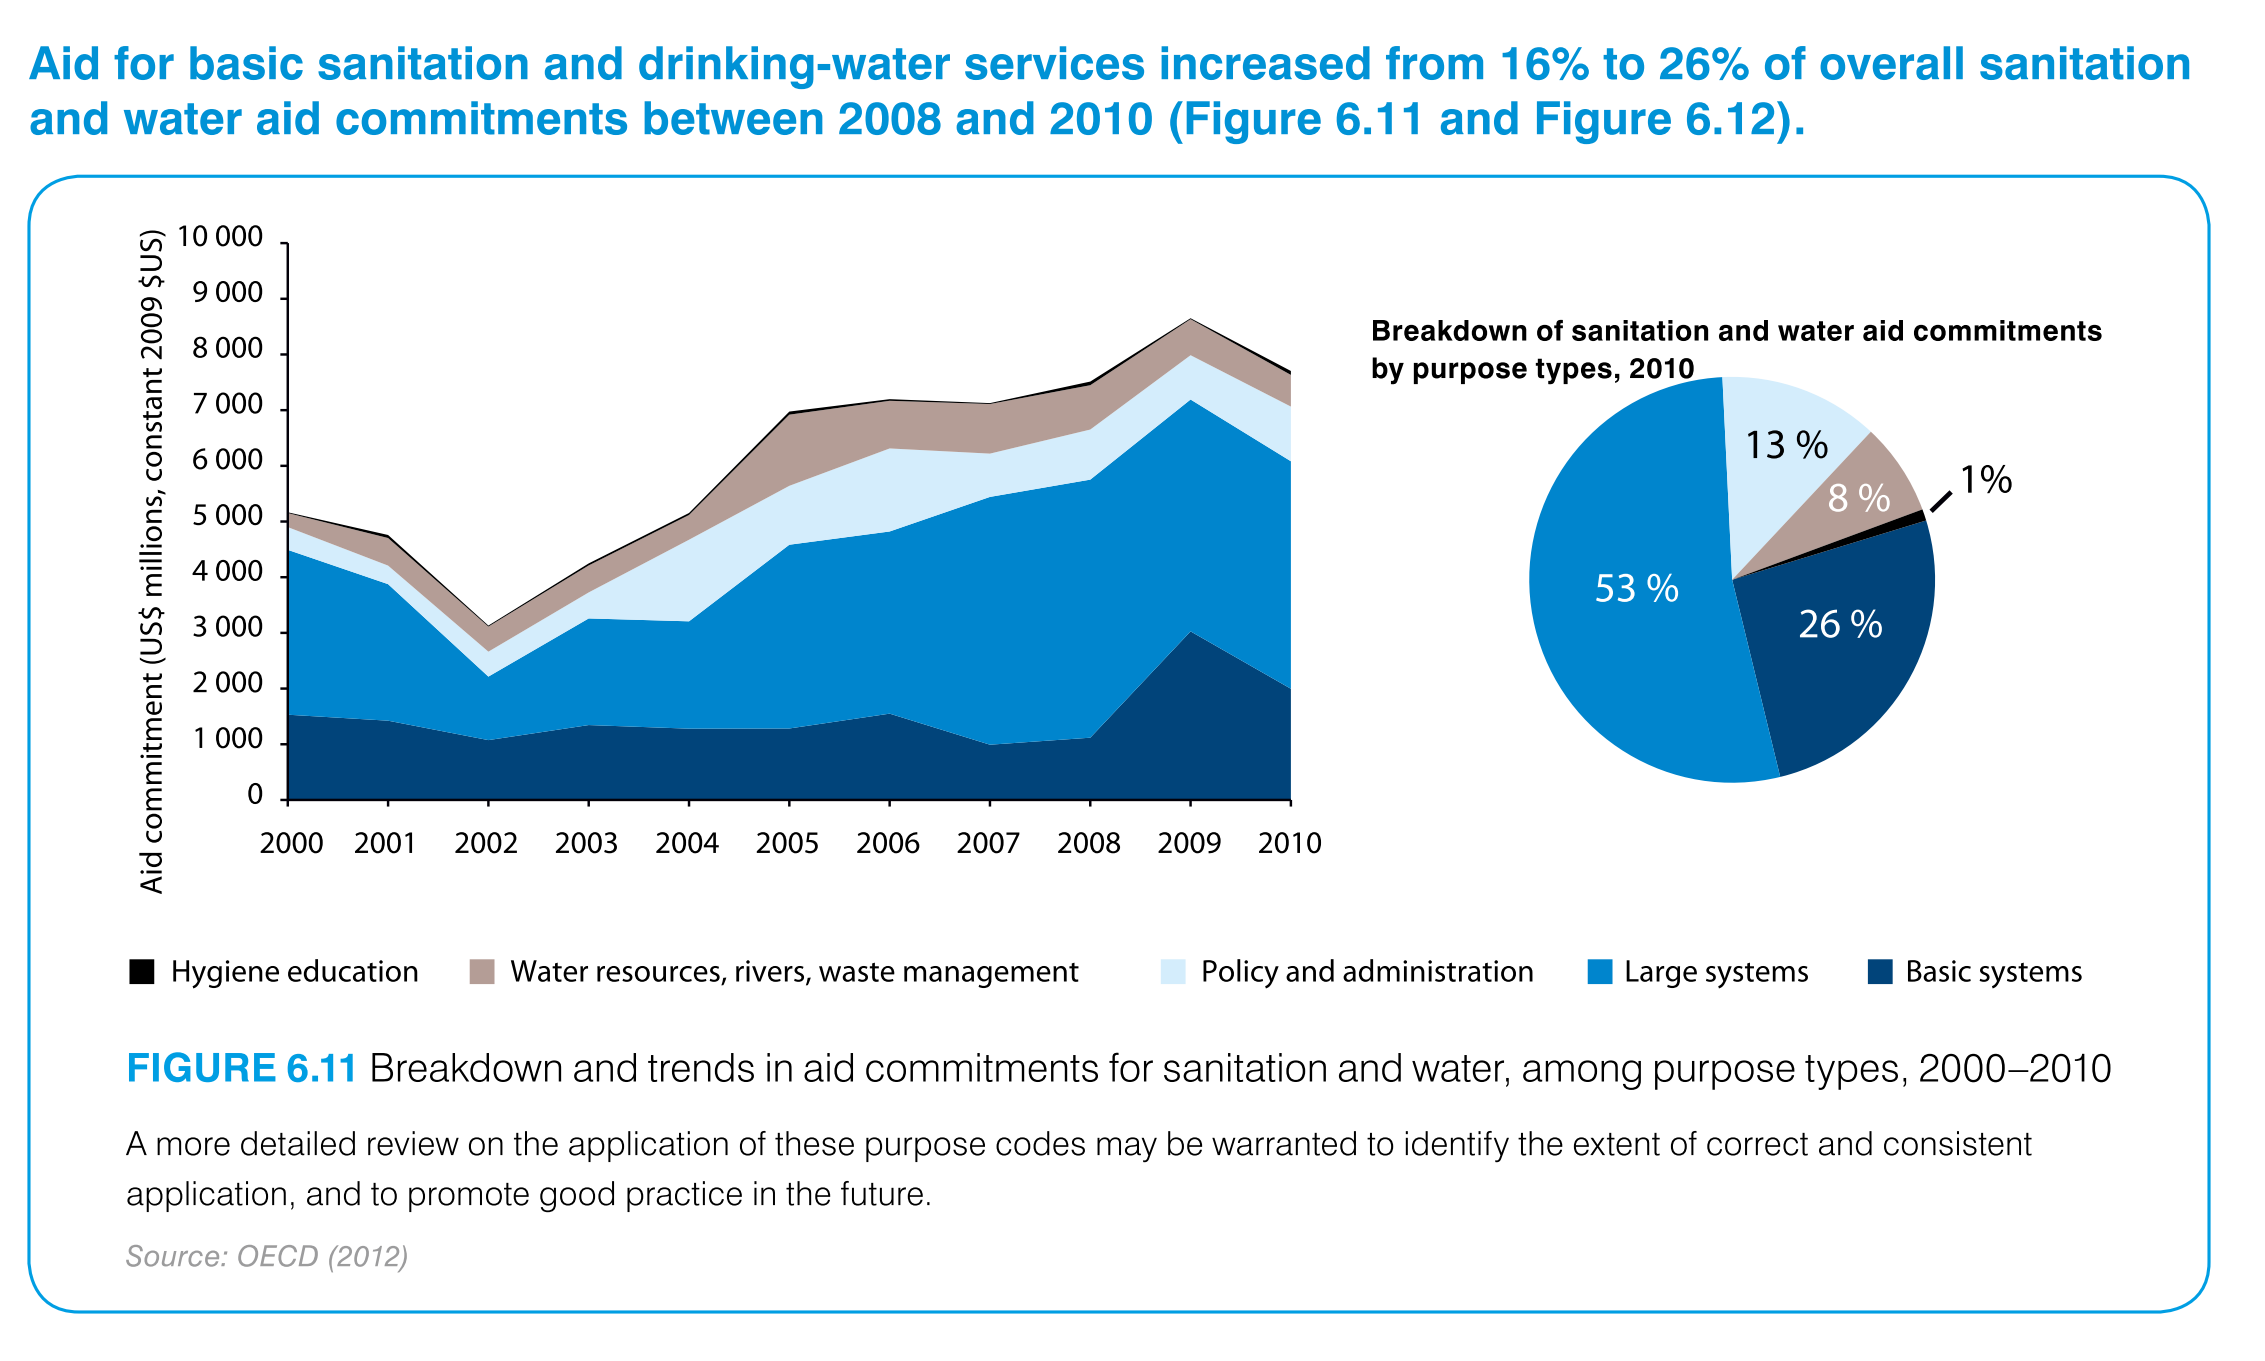 Aid for basic sanitation and drinking-water services increased from 16% to 26% of overall sanitation
and water aid commitments between 2008 and 2010 (Figure 6.11 and Figure 6.12).
Aid commitment (US$ millions, constant 2009 $US)
10 000
9 000
8 000
7 000
6 000
5 000
4 000
3 000
2 000
1 000
0
2000 2001 2002 2003 2004 2005 2006 2007 2008 2009 2010
Breakdown of sanitation and water aid commitments
by purpose types, 2010
13 %
8 %
1%
53 %
26 %
Hygiene education Water resources, rivers, waste management Policy and administration Large systems Basic systems
FIGURE 6.11 Breakdown and trends in aid commitments for sanitation and water, among purpose types, 2000–2010
A more detailed review on the application of these purpose codes may be warranted to identify the extent of correct and consistent
application, and to promote good practice in the future.
Source: OECD (2012)